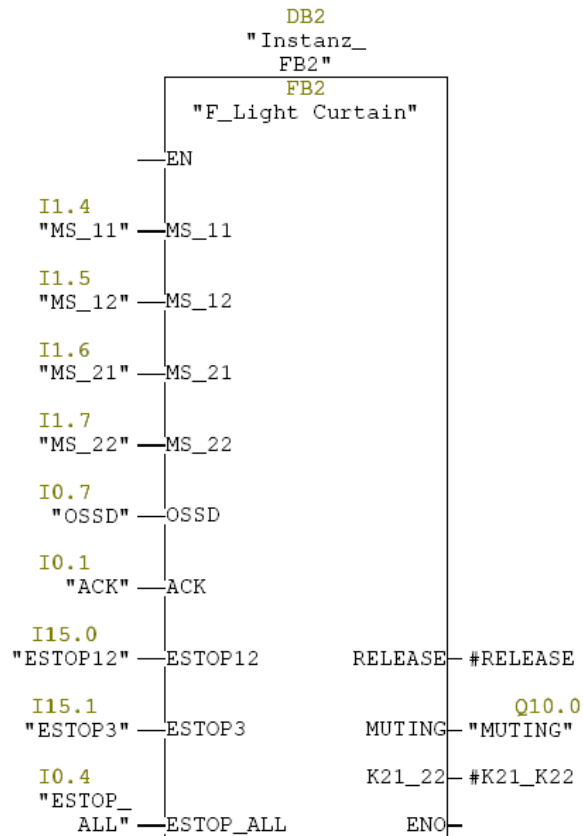 DB2
"Instanz_
FB2"
FB2
"F_Light Curtain"
EN
I1.4
"MS_11" MS_11
I1.5
"MS_12" MS_12
I1.6
"MS_21" MS_21
I1.7
"MS_22" MS_22
I0.7
"OSSD" OSSD
I0.1
"ACK" ACK
I15.0
"ESTOP12" ESTOP12 RELEASE #RELEASE
I15.1 Q10.0
"ESTOP3" ESTOP3 MUTING "MUTING"
I0.4 K21_22 #K21_K22
"ESTOP_
ALL" ESTOP_ALL ENO